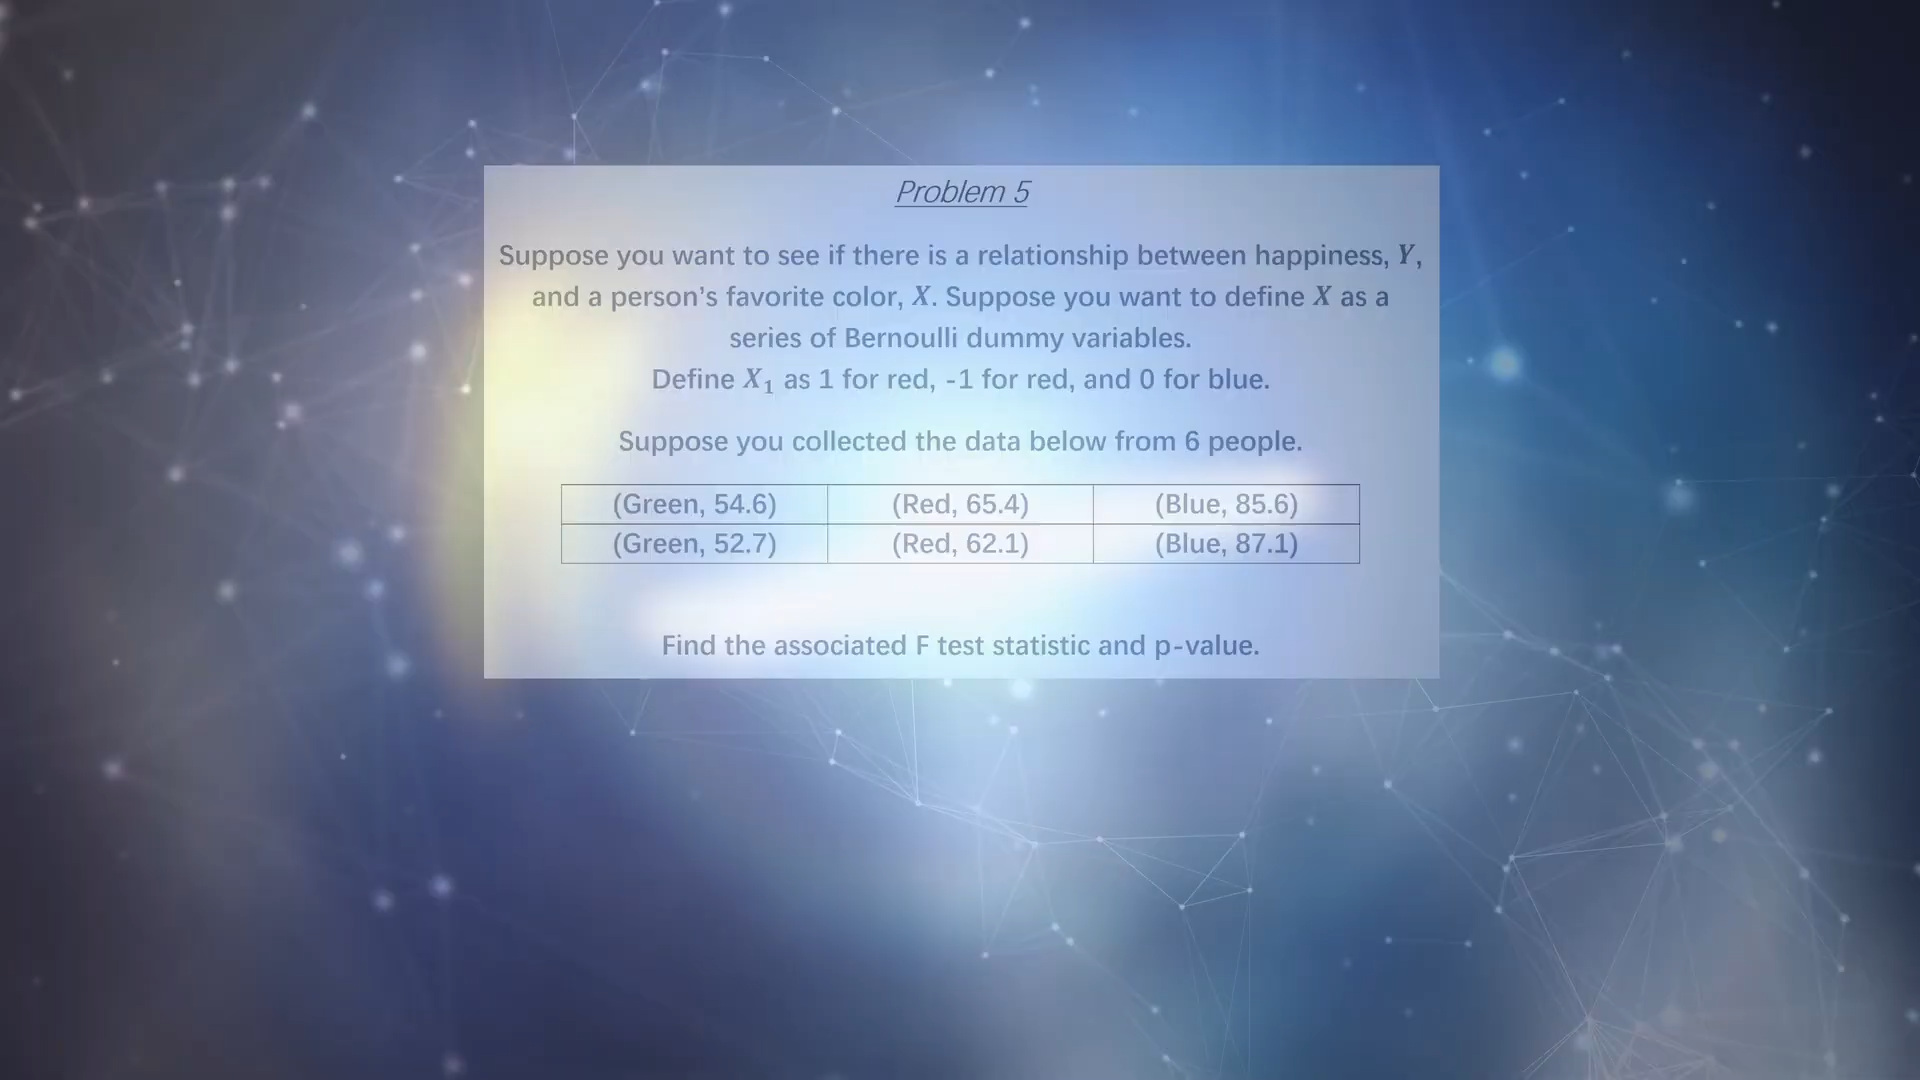 Problem 5
Suppose you want to see if there is a relationship between happiness, Y,
and a person's favorite color, X. Suppose you want to define X as a
series of Bernoulli dummy variables.
Define X₁ as 1 for red, -1 for red, and 0 for blue.
Suppose you collected the data below from 6 people.
(Green, 54.6) (Red, 65.4) (Blue, 85.6)
(Green, 52.7) (Red, 62.1) (Blue, 87.1)
Find the associated F test statistic and p-value.